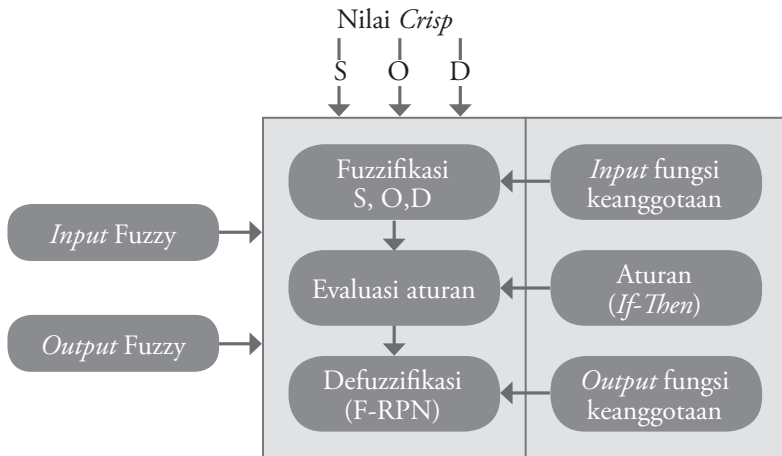 Nilai Crisp
S O D
Fuzzifikasi
S, O,D
Input fungsi
keanggotaan
Input Fuzzy
Evaluasi aturan
Aturan
(If-Then)
Output Fuzzy
Defuzzifikasi
(F-RPN)
Output fungsi
keanggotaan